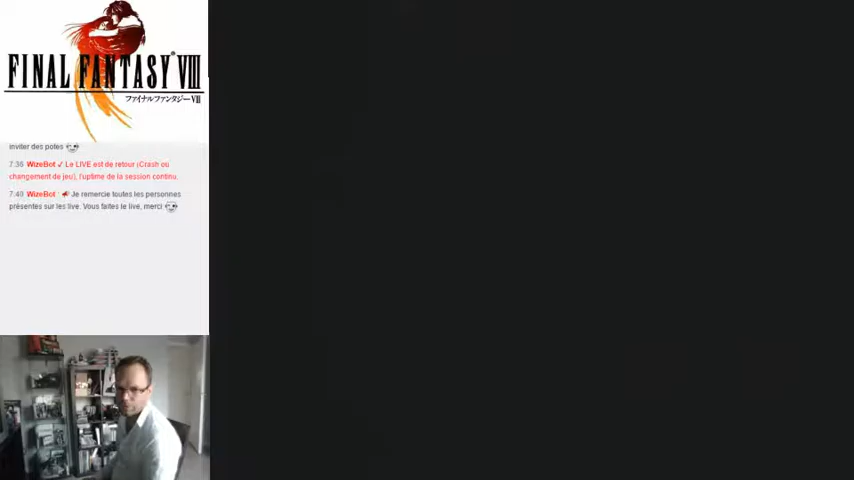 FINAL FANTASY VIII
ファイナルファンタジーVIII
inviter des potes
7:36 WizeBot ✓ Le LIVE est de retour (Crash ou
changement de jeu), l'uptime de la session continu.
7:40 WizeBot Je remercie toutes les personnes
présentes sur les live. Vous faites le live, merci